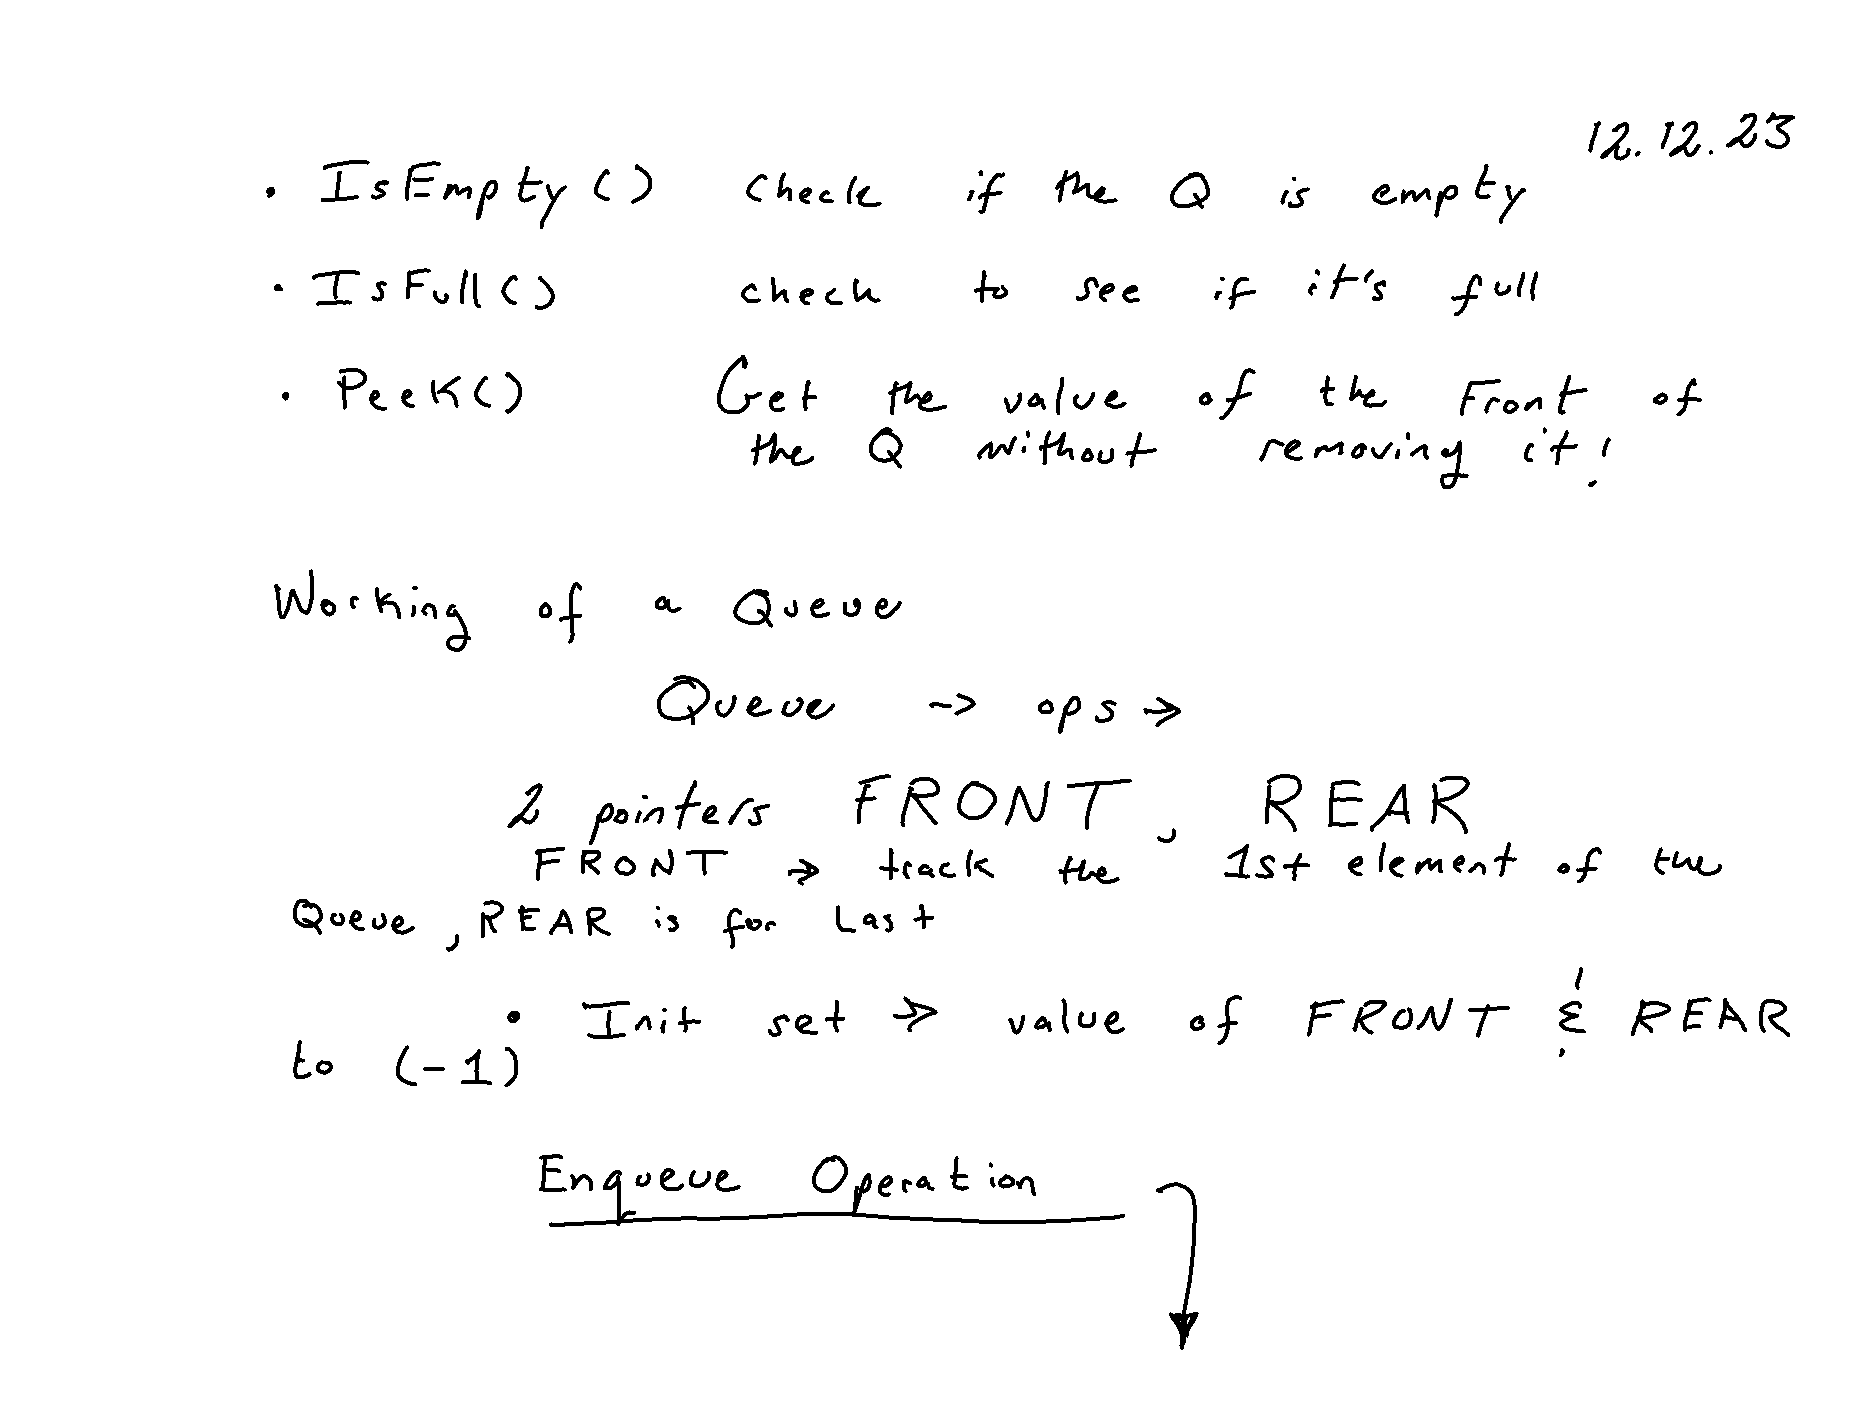 12.12.23
· IsEmpty() Check if the Q is empty
· IsFull() check to see if it's full
· Peek() Get the value of the Front of
the Q without removing it!
Working of a Queue
Queue -> ops →
2 pointers FRONT, REAR
FRONT → track the 1st element of the
Queue, REAR is for Last
• Init set → value of FRONT & REAR
to (-1)
Enqueue Operation